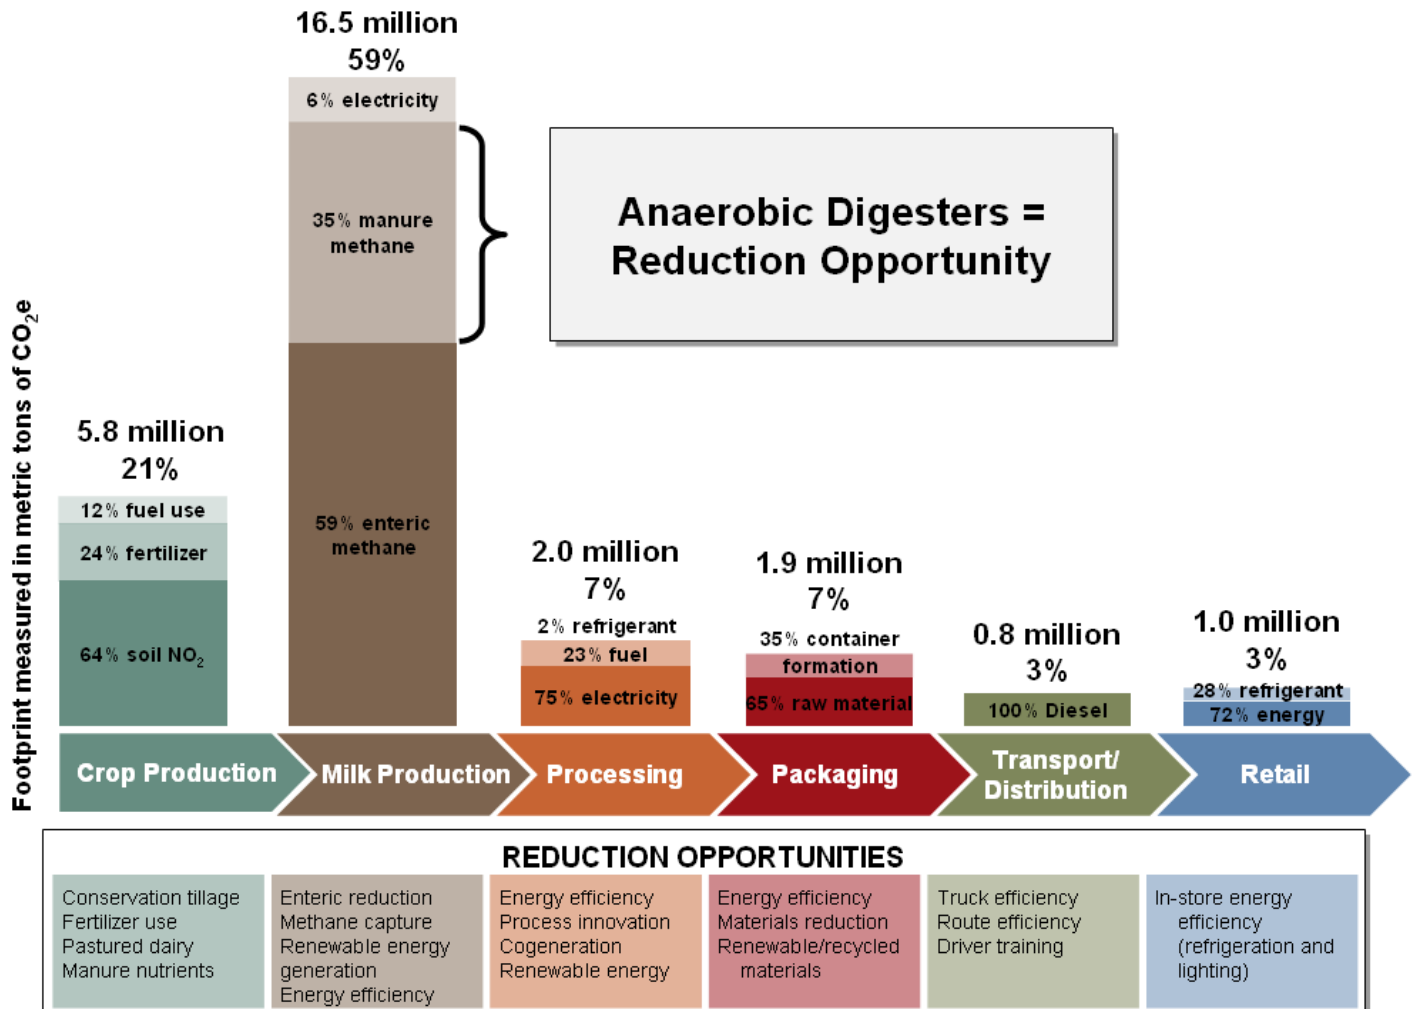 16.5 million
59%
6% electricity
35% manure
methane
59% enteric
methane
Anaerobic Digesters =
Reduction Opportunity
Footprint measured in metric tons of CO₂e
5.8 million
21%
12% fuel use
24% fertilizer
64% soil NO₂
2.0 million
7%
2% refrigerant
23% fuel
75% electricity
1.9 million
7%
35% container
formation
65% raw material
0.8 million
3%
100% Diesel
1.0 million
3%
28% refrigerant
72% energy
Crop Production
Milk Production
Processing
Packaging
Transport/
Distribution
Retail
REDUCTION OPPORTUNITIES
Conservation tillage
Fertilizer use
Pastured dairy
Manure nutrients
Enteric reduction
Methane capture
Renewable energy
generation
Energy efficiency
Energy efficiency
Process innovation
Cogeneration
Renewable energy
Energy efficiency
Materials reduction
Renewable/recycled
materials
Truck efficiency
Route efficiency
Driver training
In-store energy
efficiency
(refrigeration and
lighting)